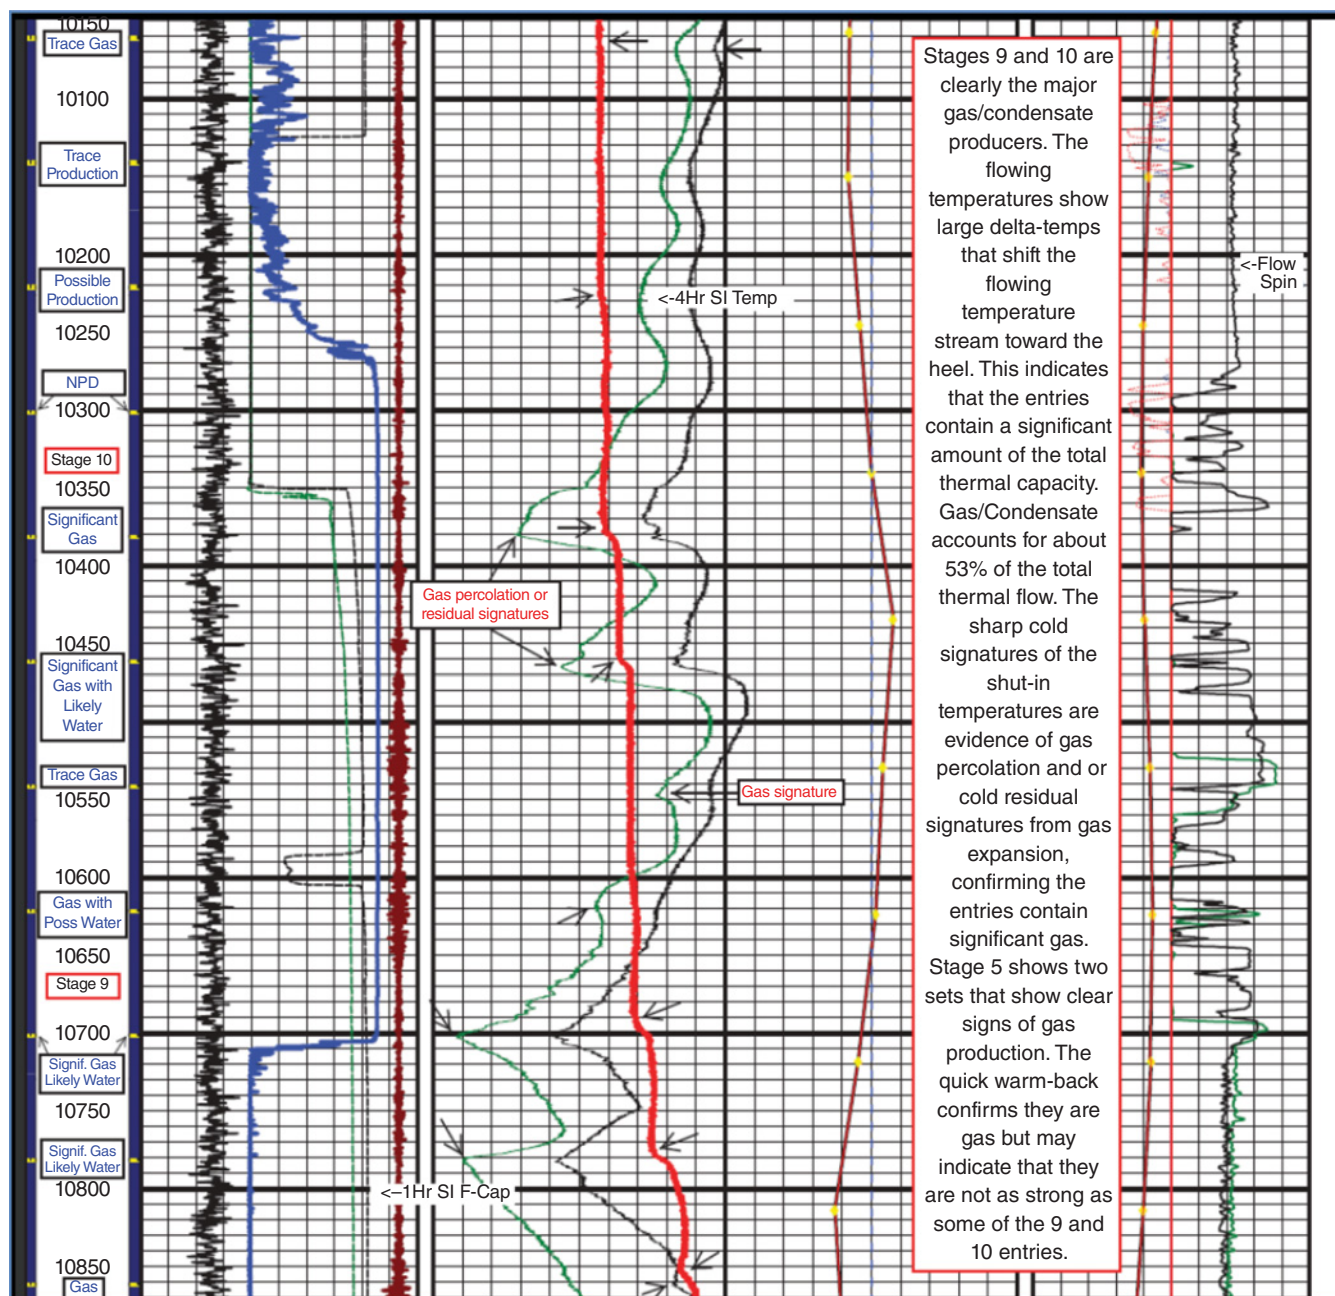 10150
Trace Gas
10100
Trace
Production
10200
Possible
Production
10250
NPD
10300
Stage 10
10350
Significant
Gas
10400
10450
Significant
Gas with
Likely
Water
Trace Gas
10550
10600
Gas with
Poss Water
10650
Stage 9
10700
Signif. Gas
Likely Water
10750
Signif. Gas
Likely Water
10800
10850
Gas
<-4Hr SI Temp
Gas percolation or
residual signatures
Gas signature
<–1Hr SI F-Cap
Stages 9 and 10 are
clearly the major
gas/condensate
producers. The
flowing
temperatures show
large delta-temps
that shift the
flowing
temperature
stream toward the
heel. This indicates
that the entries
contain a significant
amount of the total
thermal capacity.
Gas/Condensate
accounts for about
53% of the total
thermal flow. The
sharp cold
signatures of the
shut-in
temperatures are
evidence of gas
percolation and or
cold residual
signatures from gas
expansion,
confirming the
entries contain
significant gas.
Stage 5 shows two
sets that show clear
signs of gas
production. The
quick warm-back
confirms they are
gas but may
indicate that they
are not as strong as
some of the 9 and
10 entries.
<-Flow
Spin